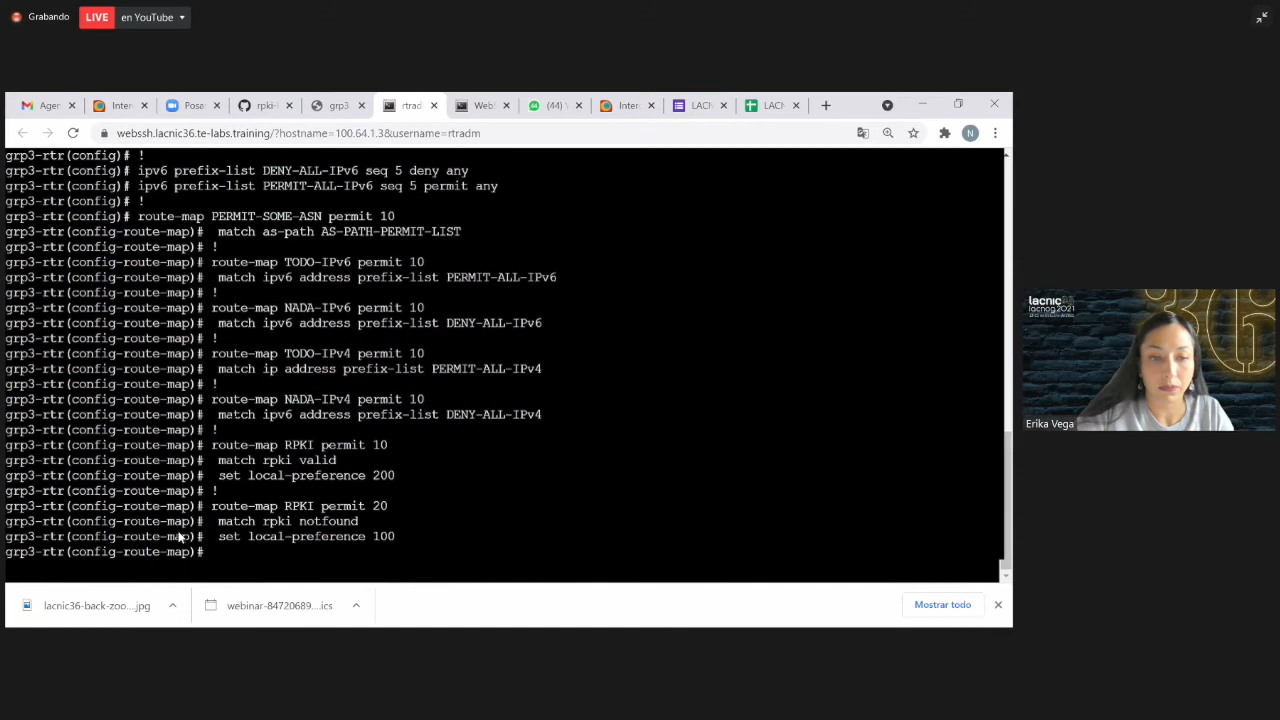 Grabando
LIVE en YouTube
Agen
Inter
Posa
rpki-l
grp3
rtrad
Web
(44)
Inter
LACN
LACN
webssh.lacnic36.te-labs.training/?hostname=100.64.1.3&username=rtradm
N
grp3-rtr(config)# !
grp3-rtr(config)# ipv6 prefix-list DENY-ALL-IPv6 seq 5 deny any
grp3-rtr(config)# ipv6 prefix-list PERMIT-ALL-IPv6 seq 5 permit any
grp3-rtr(config)# !
grp3-rtr(config)# route-map PERMIT-SOME-ASN permit 10
grp3-rtr(config-route-map)#  match as-path AS-PATH-PERMIT-LIST
grp3-rtr(config-route-map)# !
grp3-rtr(config-route-map)# route-map TODO-IPv6 permit 10
grp3-rtr(config-route-map)#  match ipv6 address prefix-list PERMIT-ALL-IPv6
grp3-rtr(config-route-map)# !
grp3-rtr(config-route-map)# route-map NADA-IPv6 permit 10
grp3-rtr(config-route-map)#  match ipv6 address prefix-list DENY-ALL-IPv6
grp3-rtr(config-route-map)# !
grp3-rtr(config-route-map)# route-map TODO-IPv4 permit 10
grp3-rtr(config-route-map)#  match ip address prefix-list PERMIT-ALL-IPv4
grp3-rtr(config-route-map)# !
grp3-rtr(config-route-map)# route-map NADA-IPv4 permit 10
grp3-rtr(config-route-map)#  match ipv6 address prefix-list DENY-ALL-IPv4
grp3-rtr(config-route-map)# !
grp3-rtr(config-route-map)# route-map RPKI permit 10
grp3-rtr(config-route-map)#  match rpki valid
grp3-rtr(config-route-map)#  set local-preference 200
grp3-rtr(config-route-map)# !
grp3-rtr(config-route-map)# route-map RPKI permit 20
grp3-rtr(config-route-map)#  match rpki notfound
grp3-rtr(config-route-map)#  set local-preference 100
grp3-rtr(config-route-map)#
lacnic36-back-zoo....jpg
webinar-84720689....ics
Mostrar todo
lacnic36
lacnog2021
36
Erika Vega